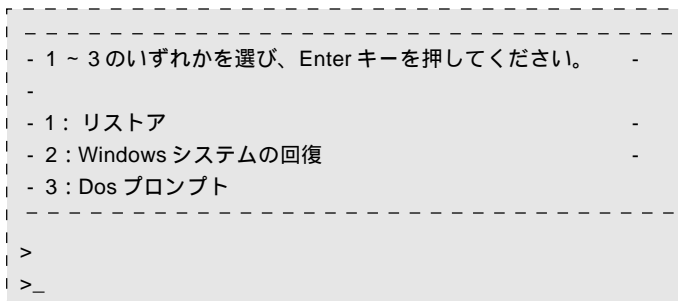 - 1 ~ 3 のいずれかを選び、Enter キーを押してください。 -
-
- 1 : リストア -
- 2 : Windows システムの回復 -
- 3 : Dos プロンプト
>
>_